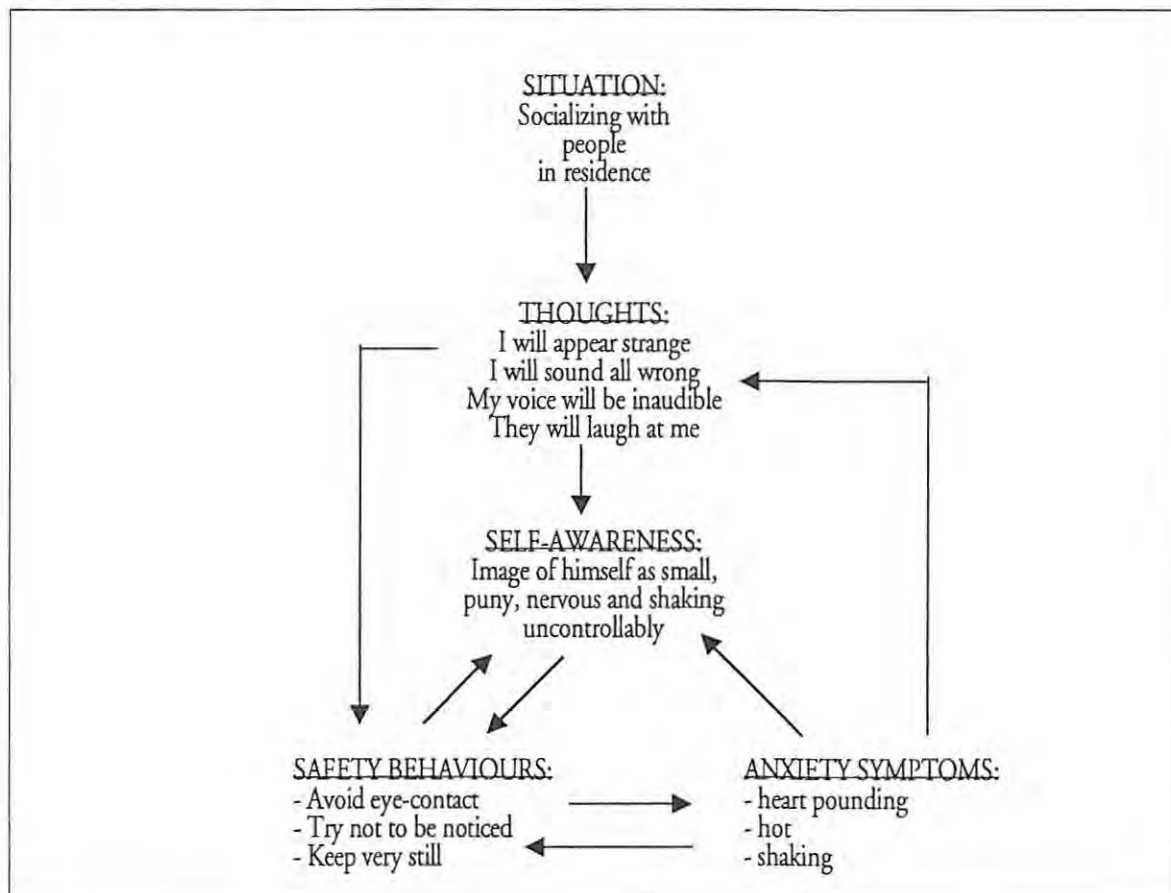 SITUATION:
Socializing with
people
in residence
THOUGHTS:
I will appear strange
I will sound all wrong
My voice will be inaudible
They will laugh at me
SELF-AWARENESS:
Image of himself as small,
puny, nervous and shaking
uncontrollably
SAFETY BEHAVIOURS:
- Avoid eye-contact
- Try not to be noticed
- Keep very still
ANXIETY SYMPTOMS:
- heart pounding
- hot
- shaking